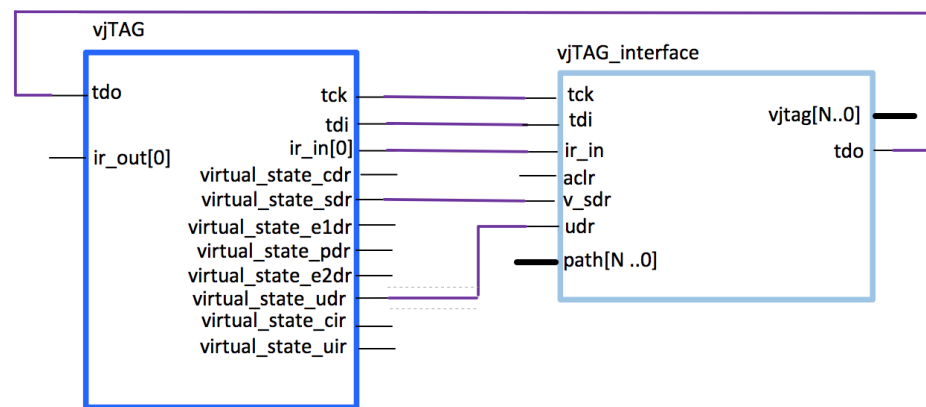 vjTAG
tdo
ir_out[0]
tck
tdi
ir_in[0]
virtual_state_cdr
virtual_state_sdr
virtual_state_e1dr
virtual_state_pdr
virtual_state_e2dr
virtual_state_udr
virtual_state_cir
virtual_state_uir
vjTAG_interface
tck
tdi
ir_in
aclr
v_sdr
udr
path[N ..0]
vjtag[N..0]
tdo